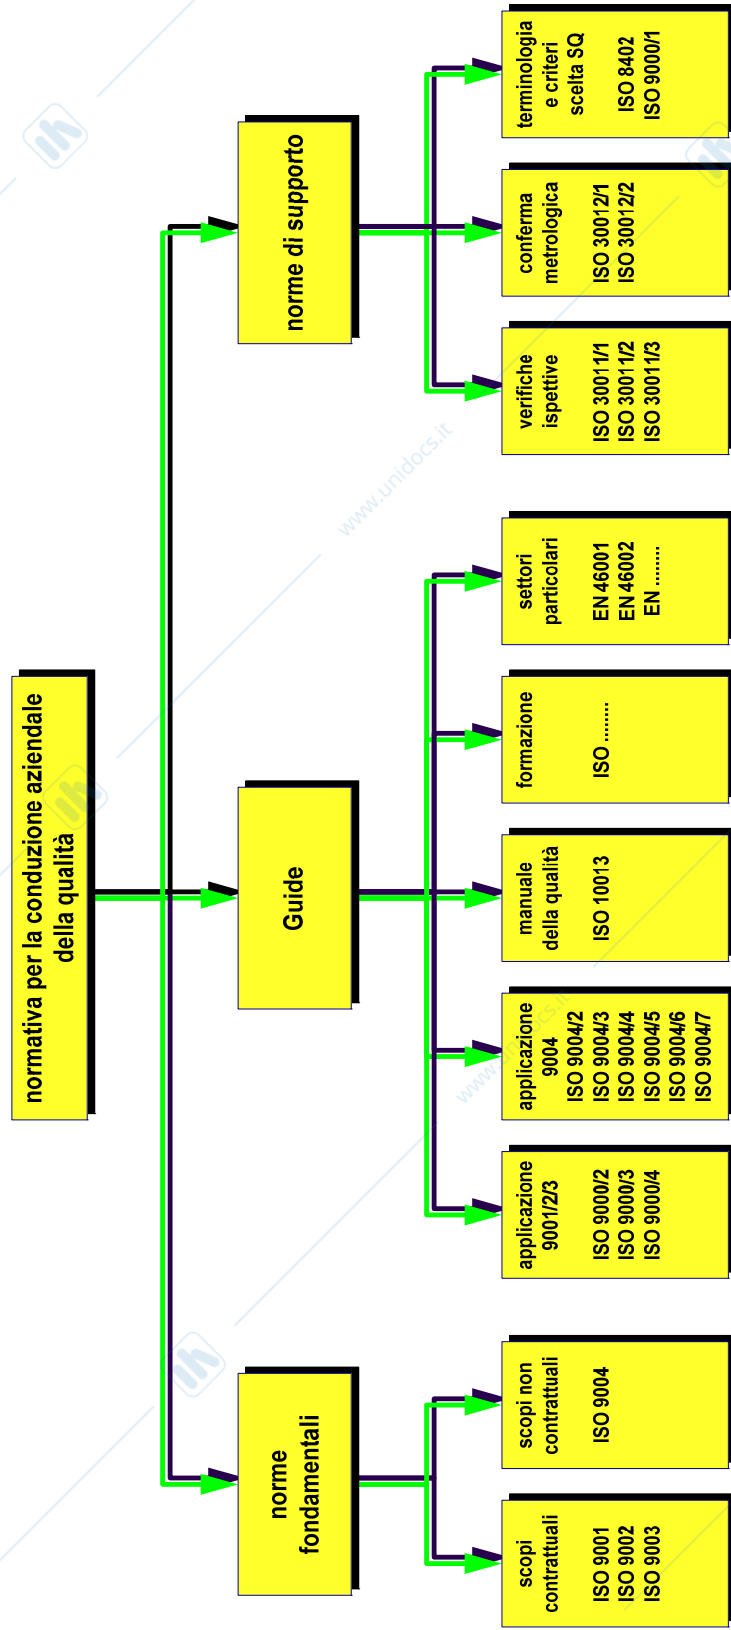 normativa per la conduzione aziendale
della qualità
norme
fondamentali
Guide
norme di supporto
scopi
contrattuali
ISO 9001
ISO 9002
ISO 9003
scopi non
contrattuali
ISO 9004
applicazione
9001/2/3
ISO 9000/2
ISO 9000/3
ISO 9000/4
applicazione
9004
ISO 9004/2
ISO 9004/3
ISO 9004/4
ISO 9004/5
ISO 9004/6
ISO 9004/7
manuale
della qualità
ISO 10013
formazione
ISO ........
settori
particolari
EN 46001
EN 46002
EN ........
verifiche
ispettive
ISO 30011/1
ISO 30011/2
ISO 30011/3
conferma
metrologica
ISO 30012/1
ISO 30012/2
terminologia
e criteri
scelta SQ
ISO 8402
ISO 9000/1
www.unidocs.it
www.unidocs.it